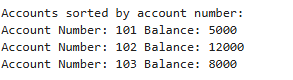 Accounts sorted by account number:
Account Number: 101 Balance: 5000
Account Number: 102 Balance: 12000
Account Number: 103 Balance: 8000